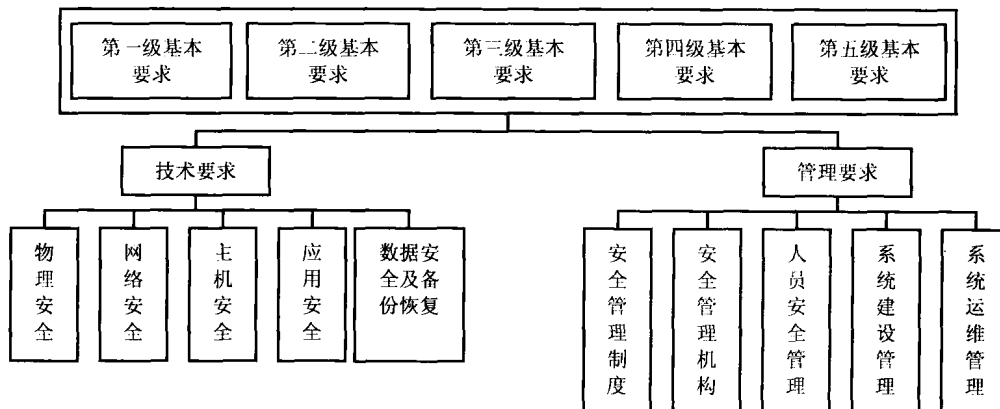 第一级基本
要求
第二级基本
要求
第三级基本
要求
第四级基本
要求
第五级基本
要求
技术要求
管理要求
物理安全
网络安全
主机安全
应用安全
数据安
全及备
份恢复
安全管理制度
安全管理机构
人员安全管理
系统建设管理
系统运维管理